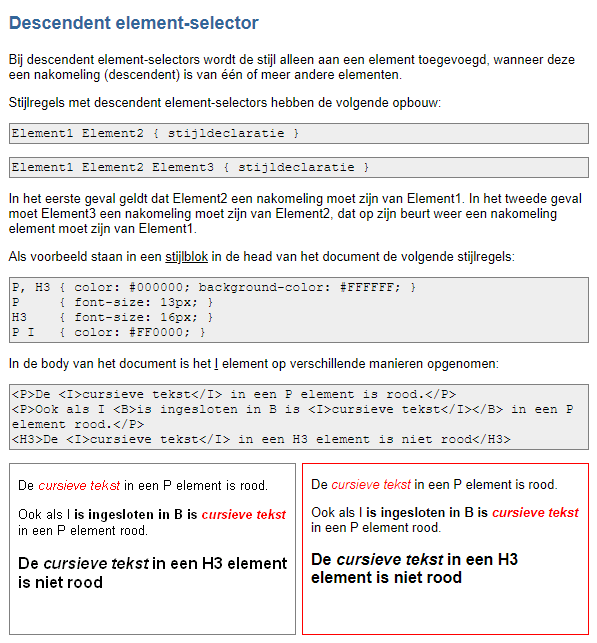 Descendent element-selector
Bij descendent element-selectors wordt de stijl alleen aan een element toegevoegd, wanneer deze
een nakomeling (descendent) is van één of meer andere elementen.
Stijlregels met descendent element-selectors hebben de volgende opbouw:
Element1 Element2 { stijldeclaratie }
Element1 Element2 Element3 { stijldeclaratie }
In het eerste geval geldt dat Element2 een nakomeling moet zijn van Element1. In het tweede geval
moet Element3 een nakomeling moet zijn van Element2, dat op zijn beurt weer een nakomeling
element moet zijn van Element1.
Als voorbeeld staan in een stijlblok in de head van het document de volgende stijlregels:
P, H3 { color: #000000; background-color: #FFFFFF; }
P     { font-size: 13px; }
H3    { font-size: 16px; }
P I   { color: #FF0000; }
In de body van het document is het I element op verschillende manieren opgenomen:
<P>De <I>cursieve tekst</I> in een P element is rood.</P>
<P>Ook als I <B>is ingesloten in B is <I>cursieve tekst</I></B> in een P
element rood.</P>
<H3>De <I>cursieve tekst</I> in een H3 element is niet rood</H3>
De cursieve tekst in een P element is rood.
Ook als I is ingesloten in B is cursieve tekst
in een P element rood.
De cursieve tekst in een H3 element
is niet rood
De cursieve tekst in een P element is rood.
Ook als I is ingesloten in B is cursieve tekst
in een P element rood.
De cursieve tekst in een H3
element is niet rood